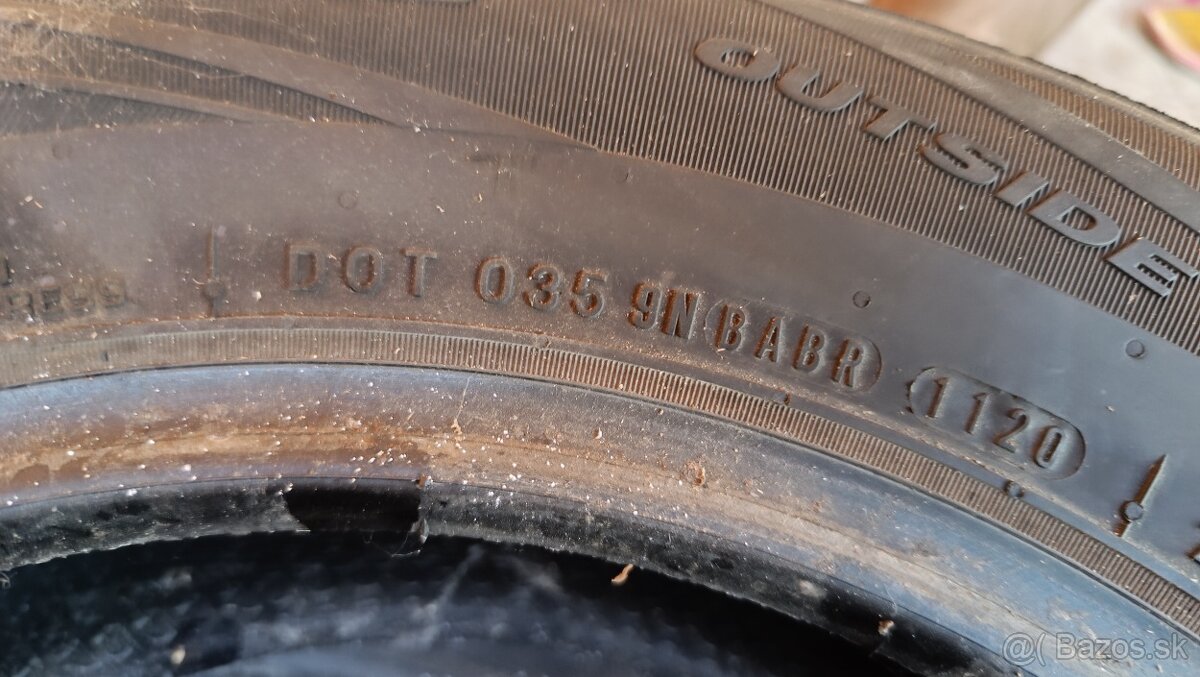 OUTSIDE
DOT 035 9N BABR 1120
@( Bazos.sk